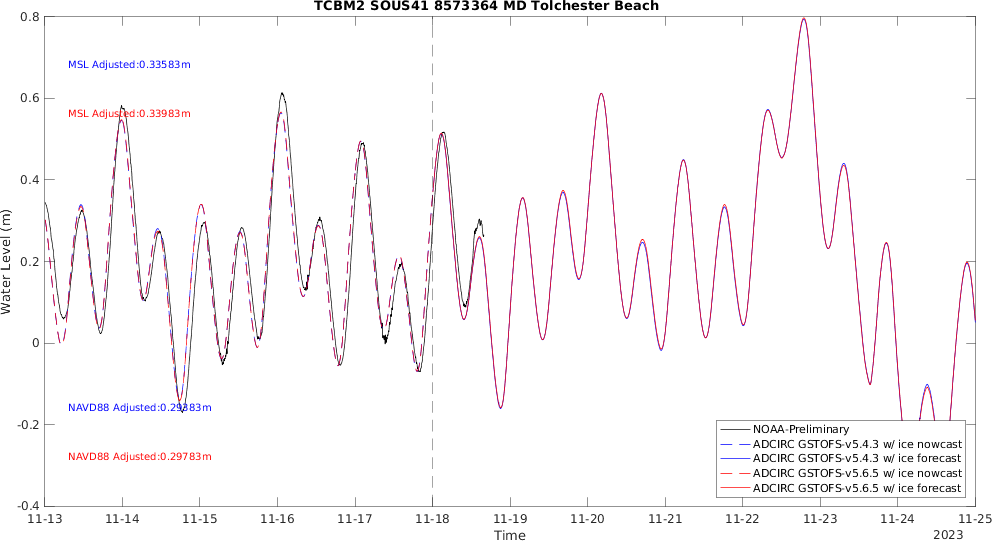 TCBM2 SOUS41 8573364 MD Tolchester Beach
0.8
MSL Adjusted:0.33583m
0.6
MSL Adjusted:0.33983m
0.4
0.2
Water Level (m)
0
-0.2
NAVD88 Adjusted:0.29383m
NAVD88 Adjusted:0.29783m
-0.4
NOAA-Preliminary
ADCIRC GSTOFS-v5.4.3 w/ ice nowcast
ADCIRC GSTOFS-v5.4.3 w/ ice forecast
ADCIRC GSTOFS-v5.6.5 w/ ice nowcast
ADCIRC GSTOFS-v5.6.5 w/ ice forecast
11-13 11-14 11-15 11-16 11-17 11-18 11-19 11-20 11-21 11-22 11-23 11-24 11-25
Time
2023